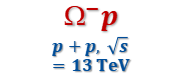 Ω⁻p
p + p, √s
= 13 TeV